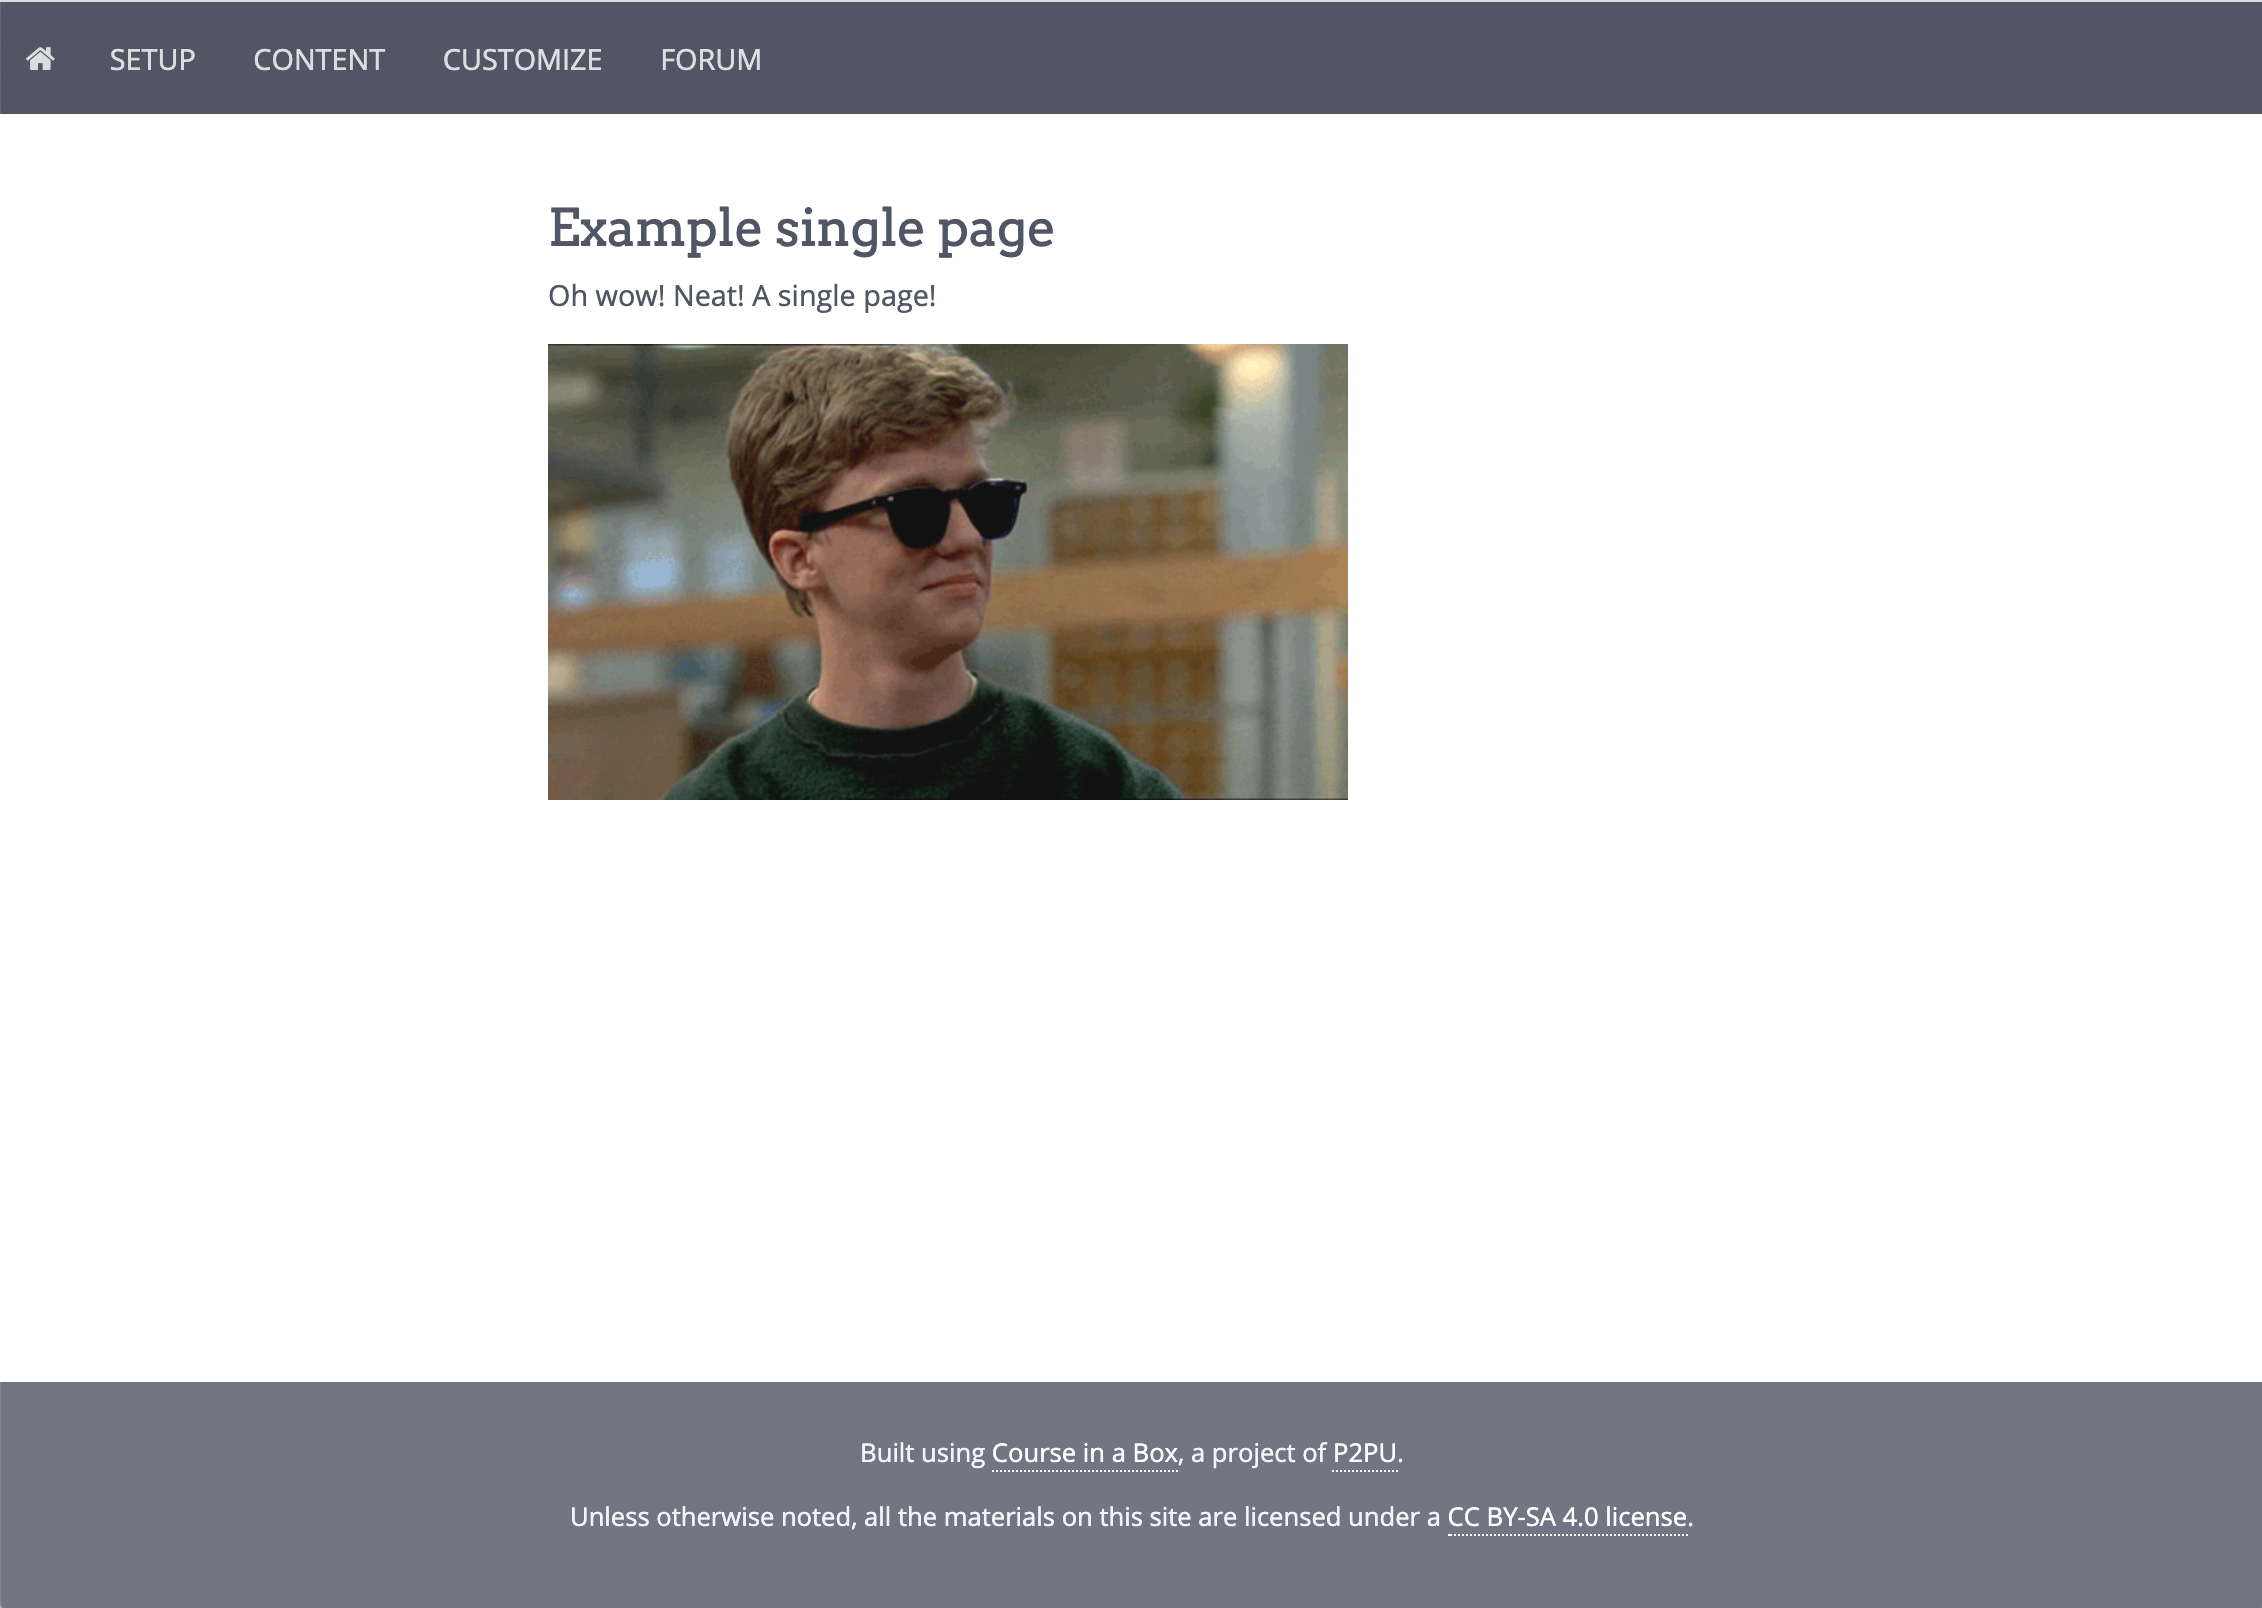 SETUP CONTENT CUSTOMIZE FORUM
Example single page
Oh wow! Neat! A single page!
Built using Course in a Box, a project of P2PU.
Unless otherwise noted, all the materials on this site are licensed under a CC BY-SA 4.0 license.